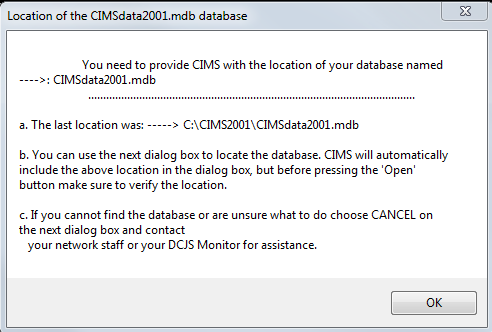 Location of the CIMSdata2001.mdb database
You need to provide CIMS with the location of your database named
---->: CIMSdata2001.mdb
.............................................................................................................
a. The last location was: -----> C:\CIMS2001\CIMSdata2001.mdb
b. You can use the next dialog box to locate the database. CIMS will automatically
include the above location in the dialog box, but before pressing the 'Open'
button make sure to verify the location.
c. If you cannot find the database or are unsure what to do choose CANCEL on
the next dialog box and contact
your network staff or your DCJS Monitor for assistance.
OK